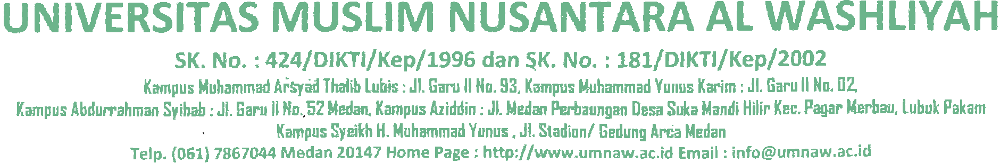 UNIVERSITAS MUSLIM NUSANTARA AL WASHLIYAH
SK. No. : 424/DIKTI/Kep/1996 dan SK. No. : 181/DIKTI/Kep/2002
Kampus Muhammad Arsyad Thalib Lubis : Jl. Garu II No. 93, Kampus Muhammad Yunus Karim : Jl. Garu II No. 02,
Kampus Abdurrahman Syihab : Jl. Garu II No. 52 Medan, Kampus Aziddin : Jl. Medan Perbaungan Desa Suka Mandi Hilir Kec. Pagar Merbau, Lubuk Pakam
Kampus Syeikh H. Muhammad Yunus , Jl. Stadion/ Gedung Arca Medan
Telp. (061) 7867044 Medan 20147 Home Page : http://www.umnaw.ac.id Email : info@umnaw.ac.id